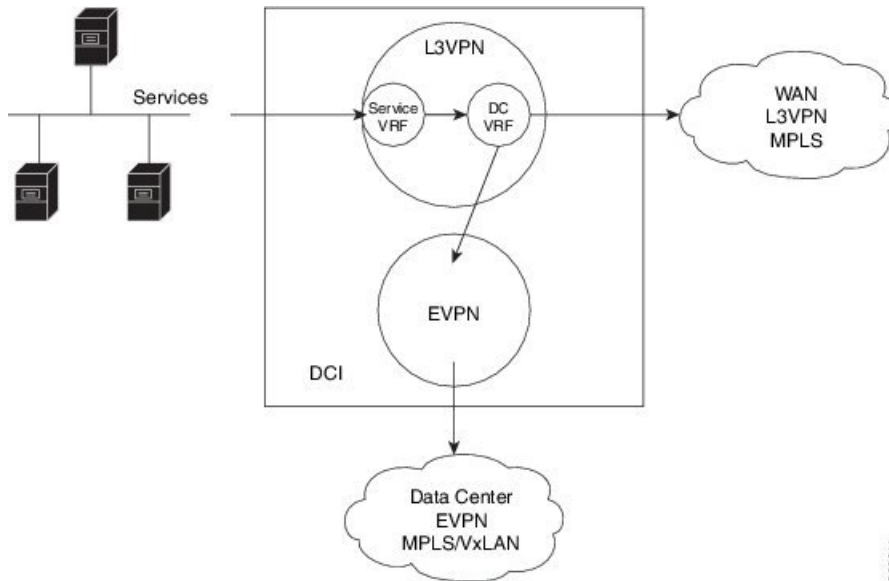 L3VPN
Services
Service
VRF
DC
VRF
WAN
L3VPN
MPLS
EVPN
DCI
Data Center
EVPN
MPLS/VxLAN